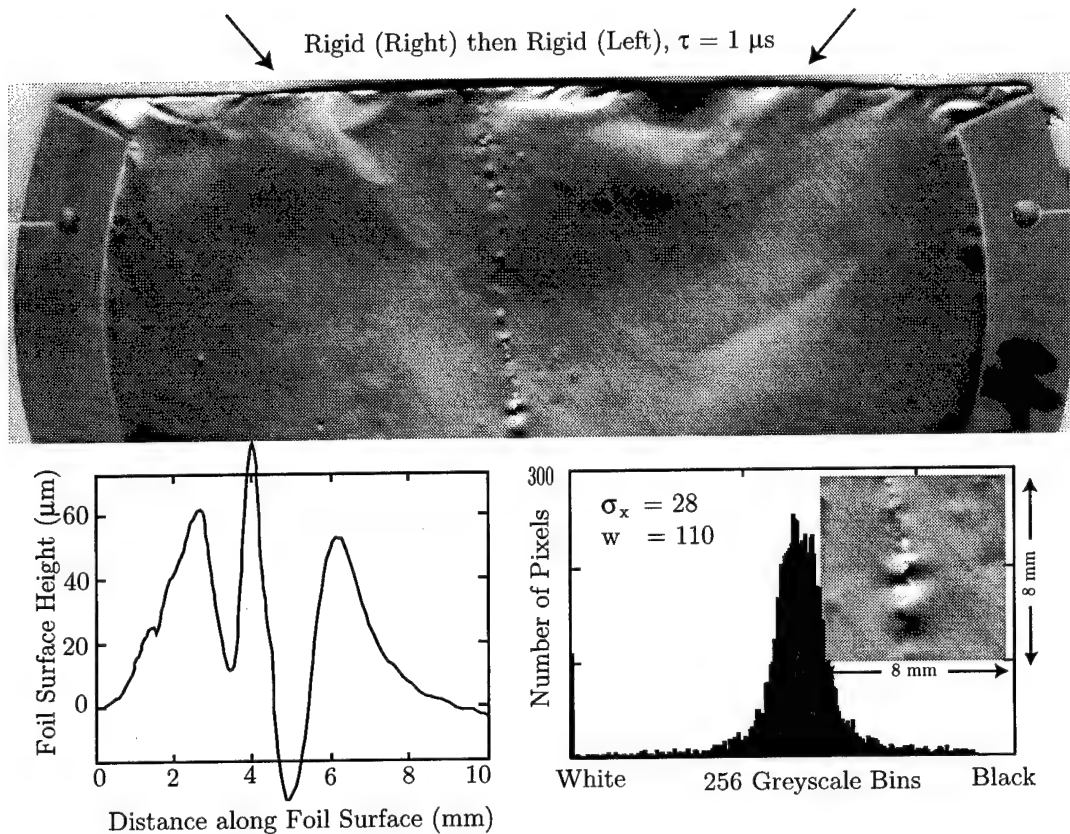 Rigid (Right) then Rigid (Left), τ = 1 μs
Foil Surface Height (μm)
60
40
20
0
0
2
4
6
8
10
Distance along Foil Surface (mm)
Number of Pixels
300
σx = 28
w = 110
8 mm
8 mm
White
256 Greyscale Bins
Black